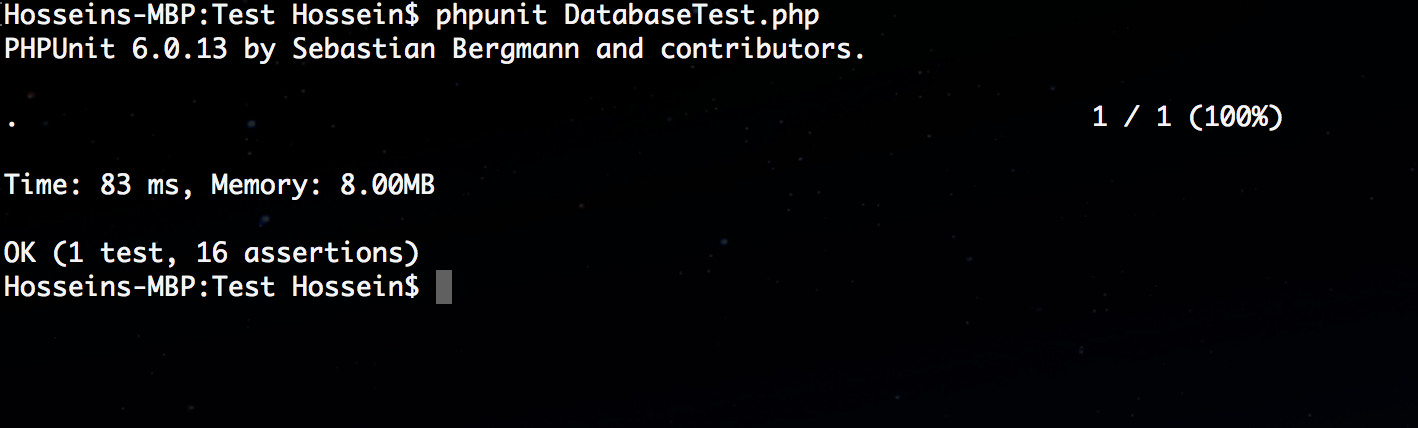 Hosseins-MBP:Test Hossein$ phpunit DatabaseTest.php
PHPUnit 6.0.13 by Sebastian Bergmann and contributors.
. 1 / 1 (100%)
Time: 83 ms, Memory: 8.00MB
OK (1 test, 16 assertions)
Hosseins-MBP:Test Hossein$